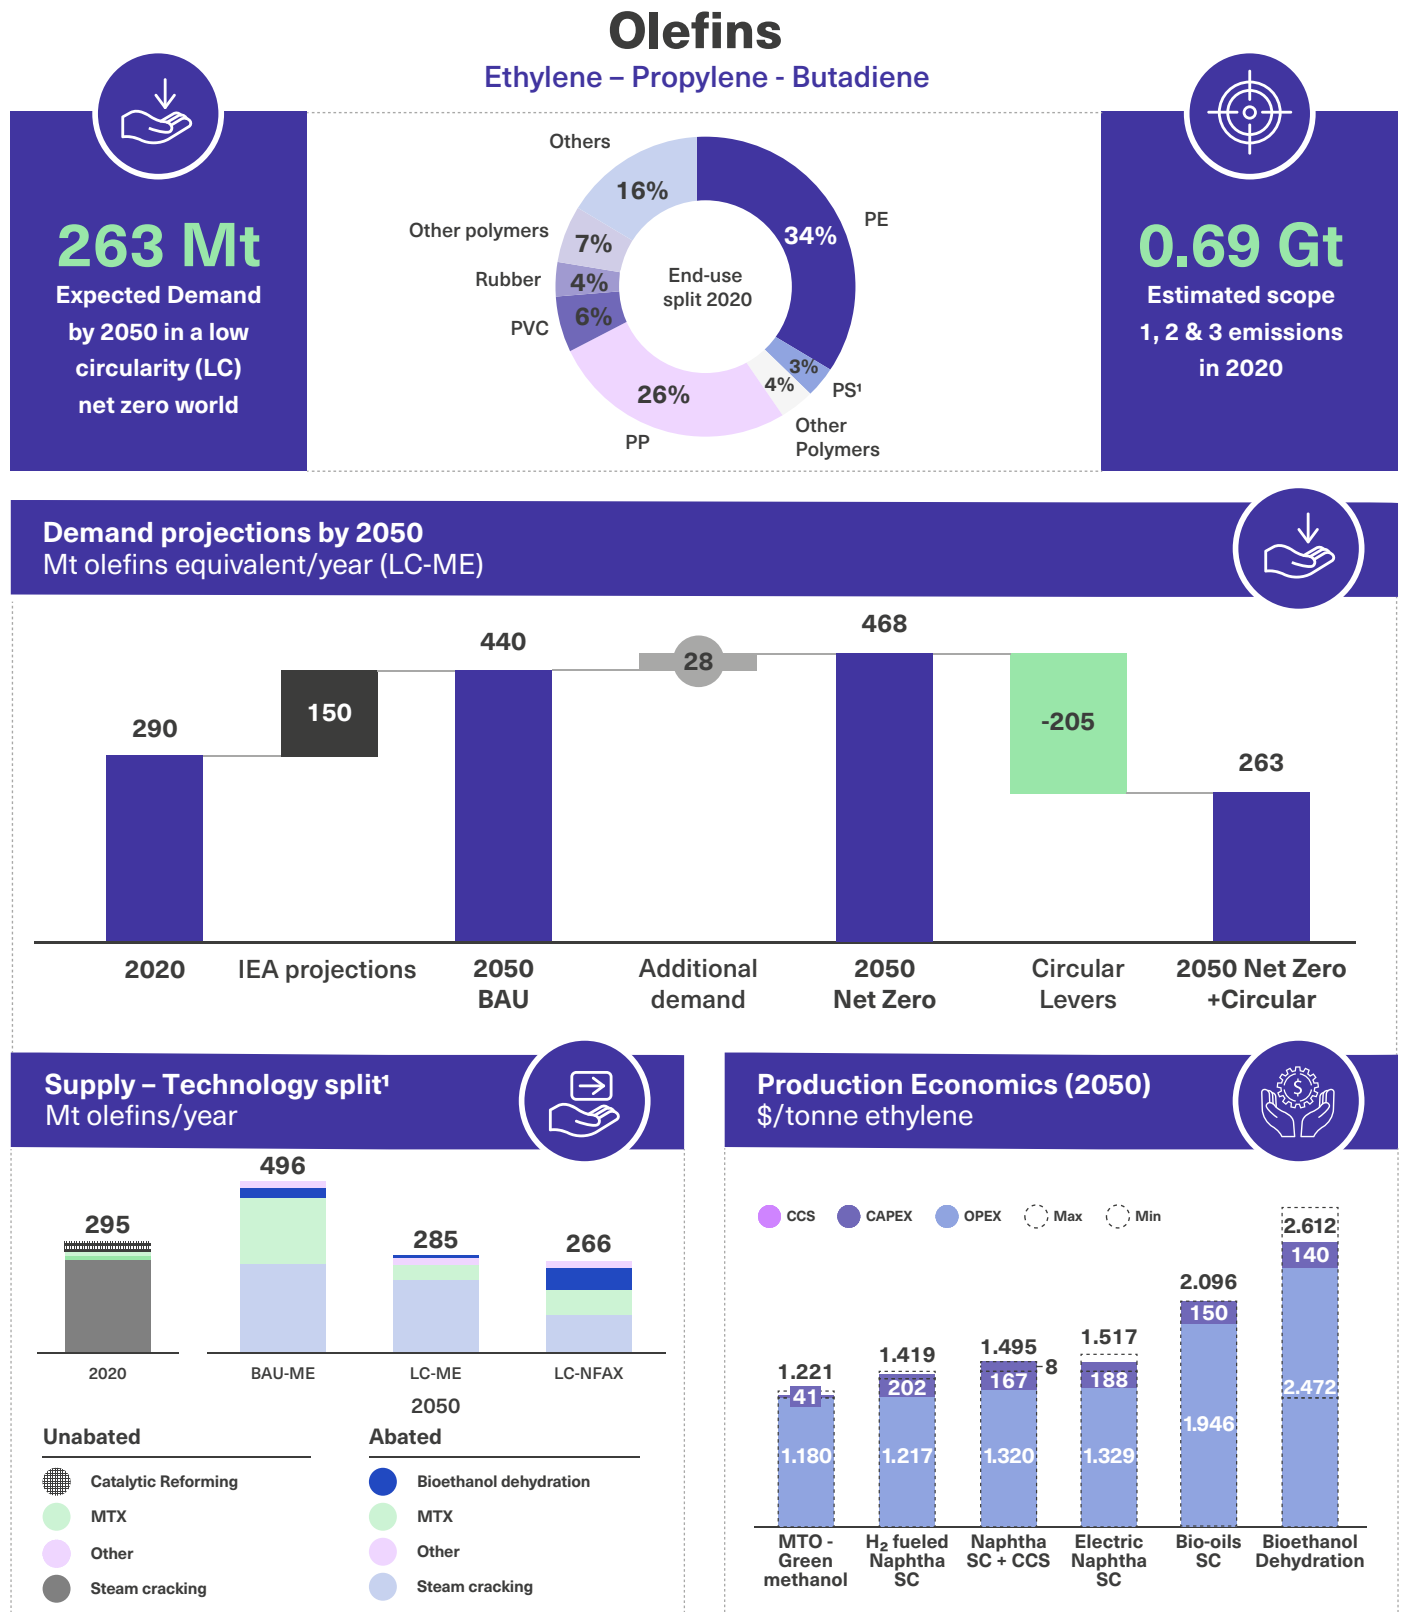 Olefins
Ethylene – Propylene - Butadiene
263 Mt
Expected Demand
by 2050 in a low
circularity (LC)
net zero world
Others
16%
Other polymers
7%
Rubber
4%
PVC
6%
PP
26%
PE
34%
PS¹
3%
Other
Polymers
4%
End-use
split 2020
0.69 Gt
Estimated scope
1, 2 & 3 emissions
in 2020
Demand projections by 2050
Mt olefins equivalent/year (LC-ME)
290
150
440
28
468
-205
263
2020
IEA projections
2050
BAU
Additional
demand
2050
Net Zero
Circular
Levers
2050 Net Zero
+Circular
Supply – Technology split¹
Mt olefins/year
295
496
285
266
2020
BAU-ME
LC-ME
LC-NFAX
2050
Unabated
Catalytic Reforming
MTX
Other
Steam cracking
Abated
Bioethanol dehydration
MTX
Other
Steam cracking
Production Economics (2050)
$/tonne ethylene
$
CCS
CAPEX
OPEX
Max
Min
1.221
41
1.180
1.419
202
1.217
1.495
8
167
1.320
1.517
188
1.329
2.096
150
1.946
2.612
140
2.472
MTO -
Green
methanol
H₂ fueled
Naphtha
SC
Naphtha
SC + CCS
Electric
Naphtha
SC
Bio-oils
SC
Bioethanol
Dehydration